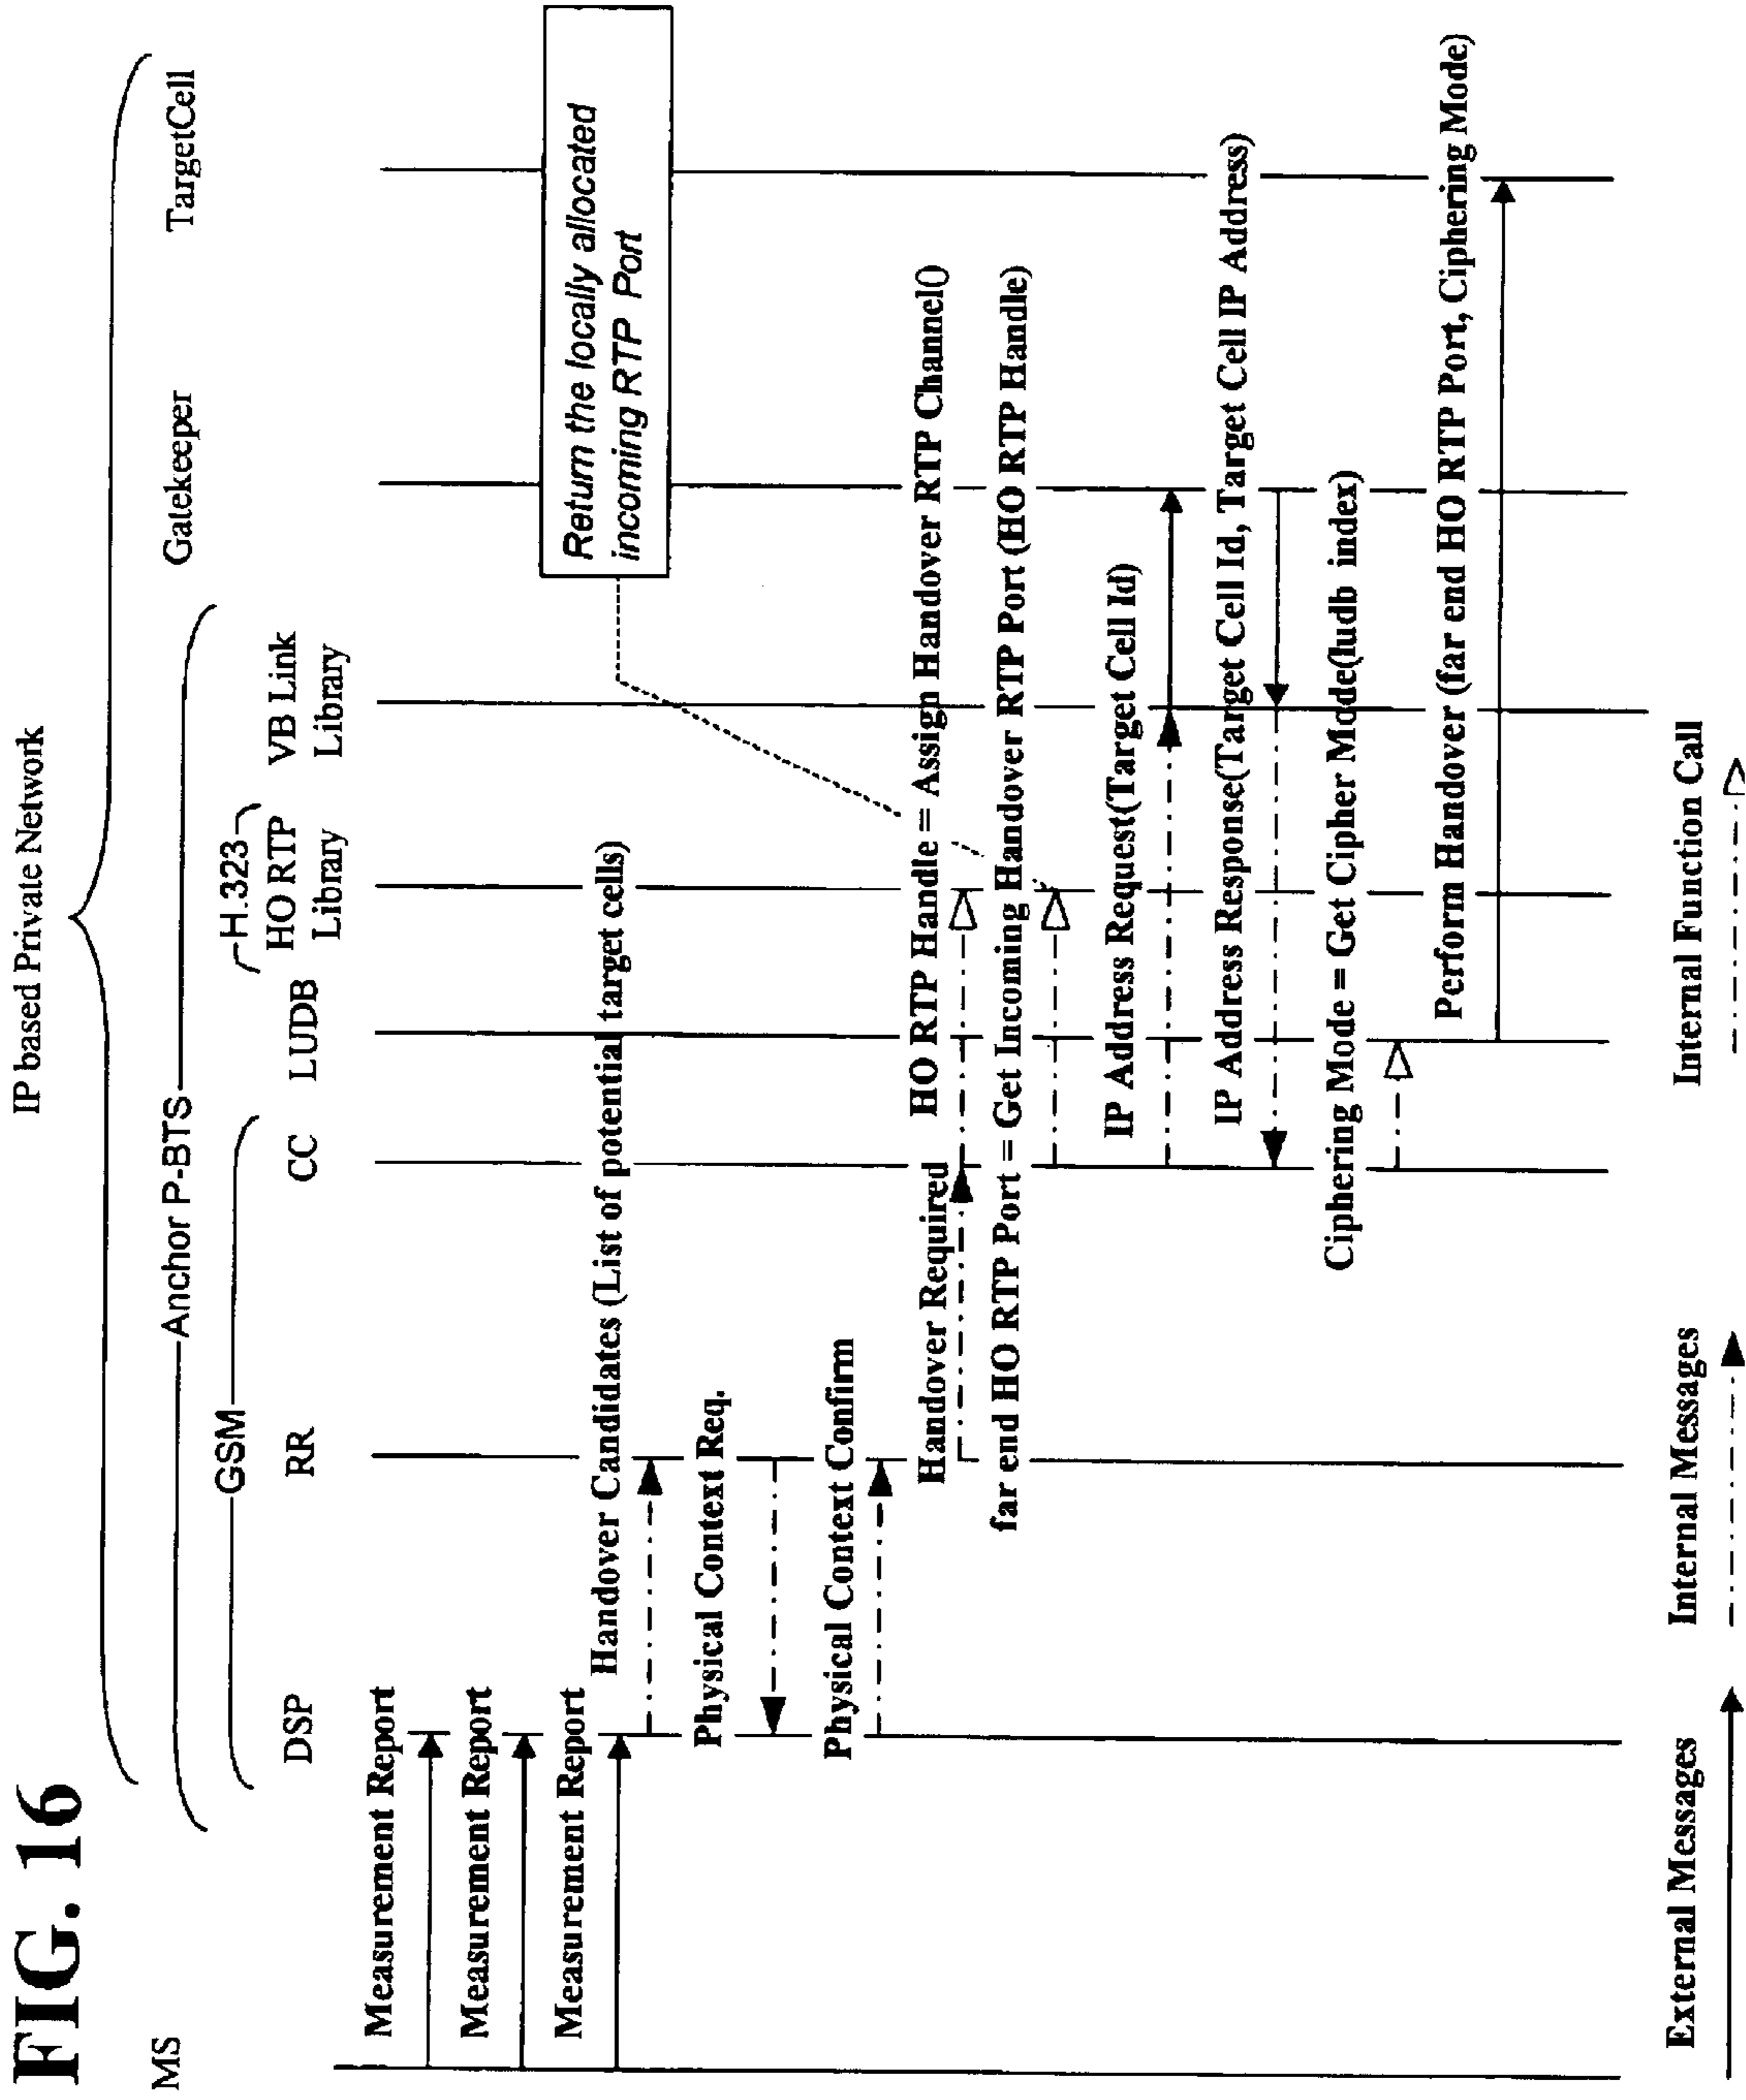 FIG. 16
IP based Private Network
Anchor P-BTS
GSM
H.323
MS
DSP
RR
CC
LUDB
HO RTP
Library
VB Link
Library
Gatekeeper
TargetCell
Measurement Report
Measurement Report
Measurement Report
Handover Candidates (List of potential target cells)
Return the locally allocated
incoming RTP Port
Physical Context Req.
Physical Context Confirm
Handover Required
HO RTP Handle = Assign Handover RTP Channel()
far end HO RTP Port = Get Incoming Handover RTP Port (HO RTP Handle)
IP Address Request(Target Cell Id)
IP Address Response(Target Cell Id, Target Cell IP Address)
Ciphering Mode = Get Cipher Mode(ludb index)
Perform Handover (far end HO RTP Port, Ciphering Mode)
External Messages
Internal Messages
Internal Function Call